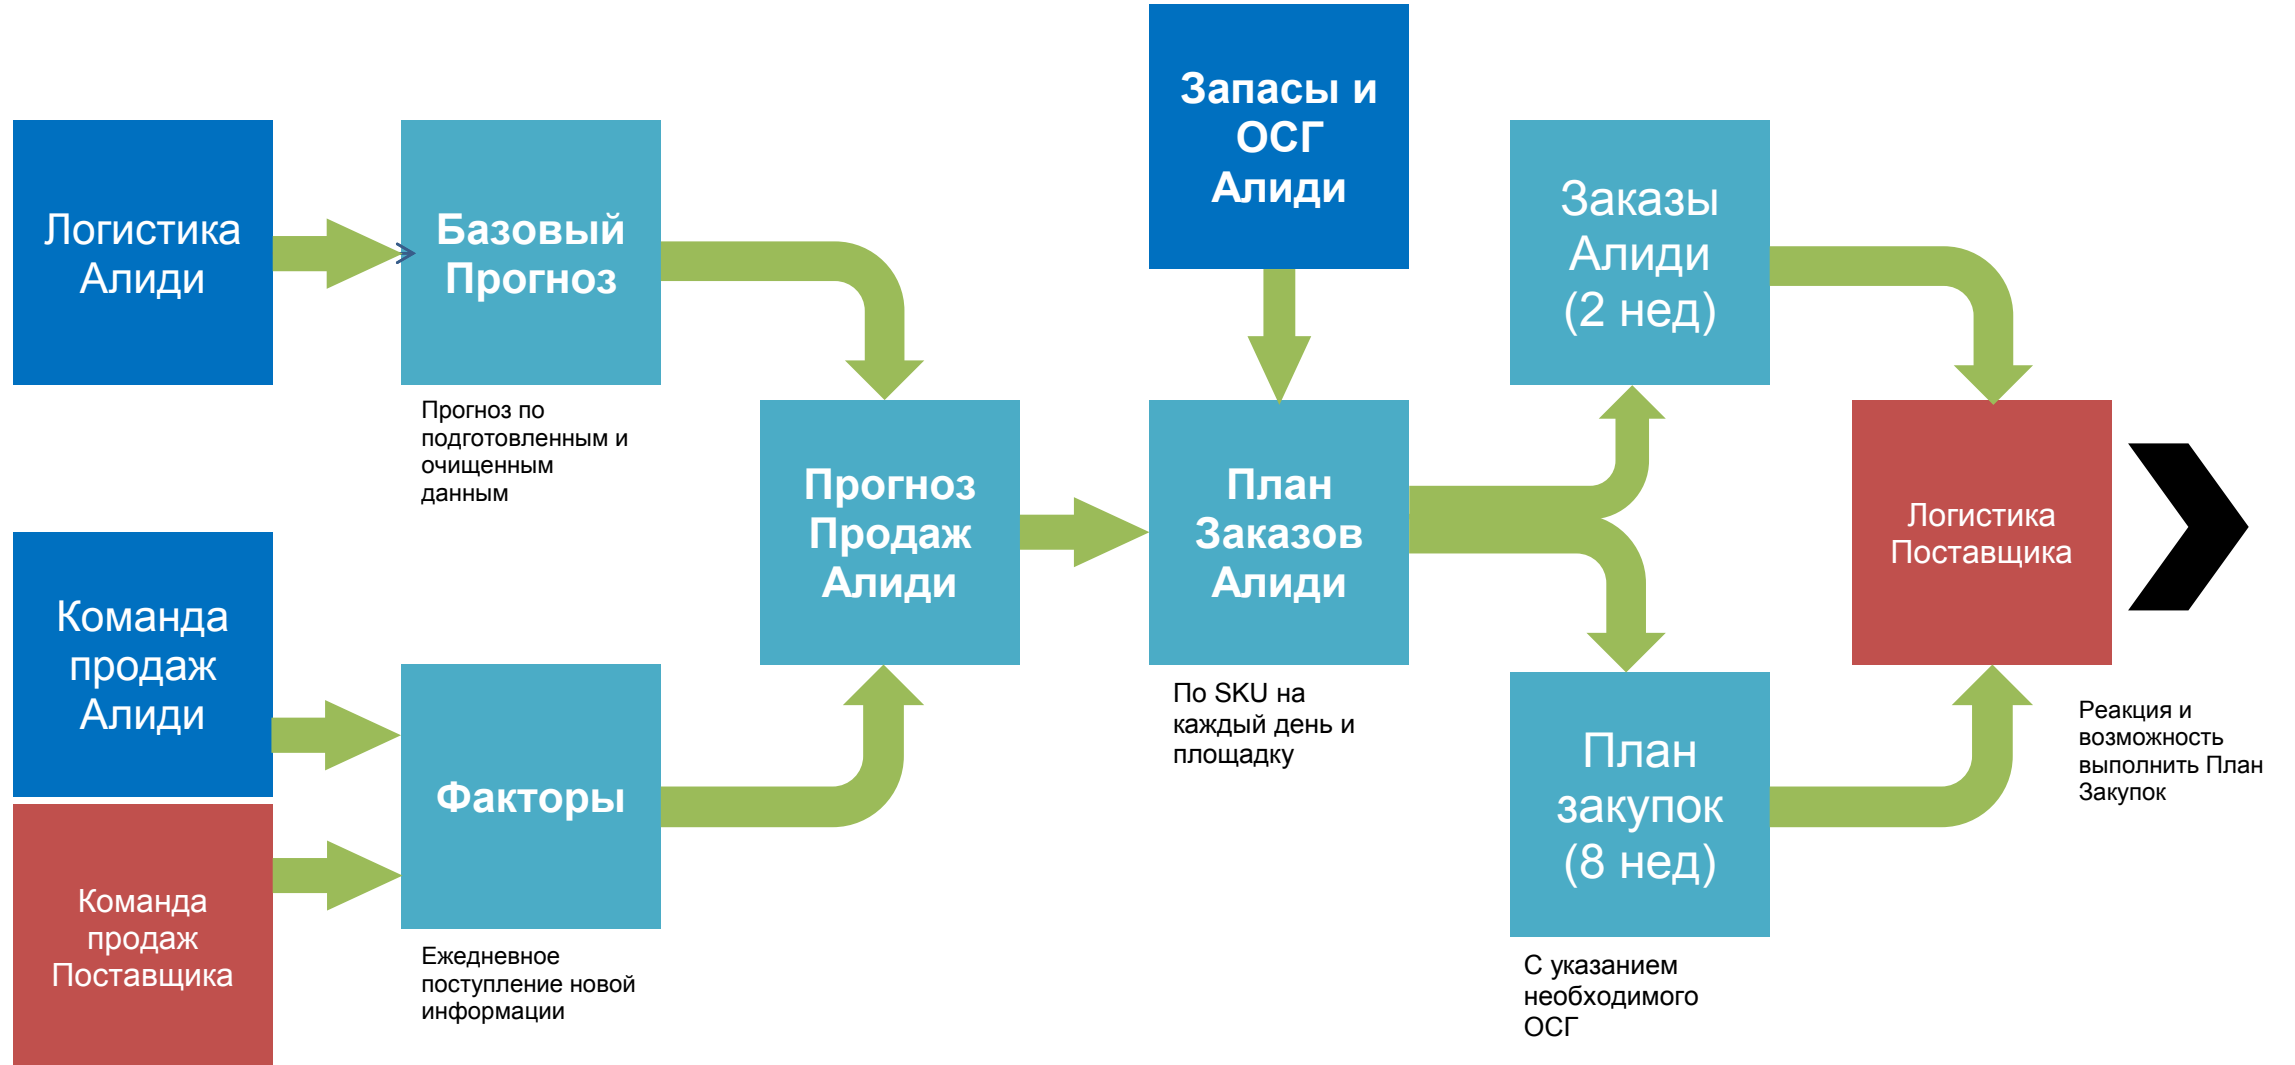 Логистика
Алиди
Базовый
Прогноз
Прогноз по
подготовленным и
очищенным
данным
Команда
продаж
Алиди
Команда
продаж
Поставщика
Факторы
Ежедневное
поступление новой
информации
Прогноз
Продаж
Алиди
Запасы и
ОСГ
Алиди
План
Заказов
Алиди
По SKU на
каждый день и
площадку
Заказы
Алиди
(2 нед)
План
закупок
(8 нед)
С указанием
необходимого
ОСГ
Логистика
Поставщика
Реакция и
возможность
выполнить План
Закупок